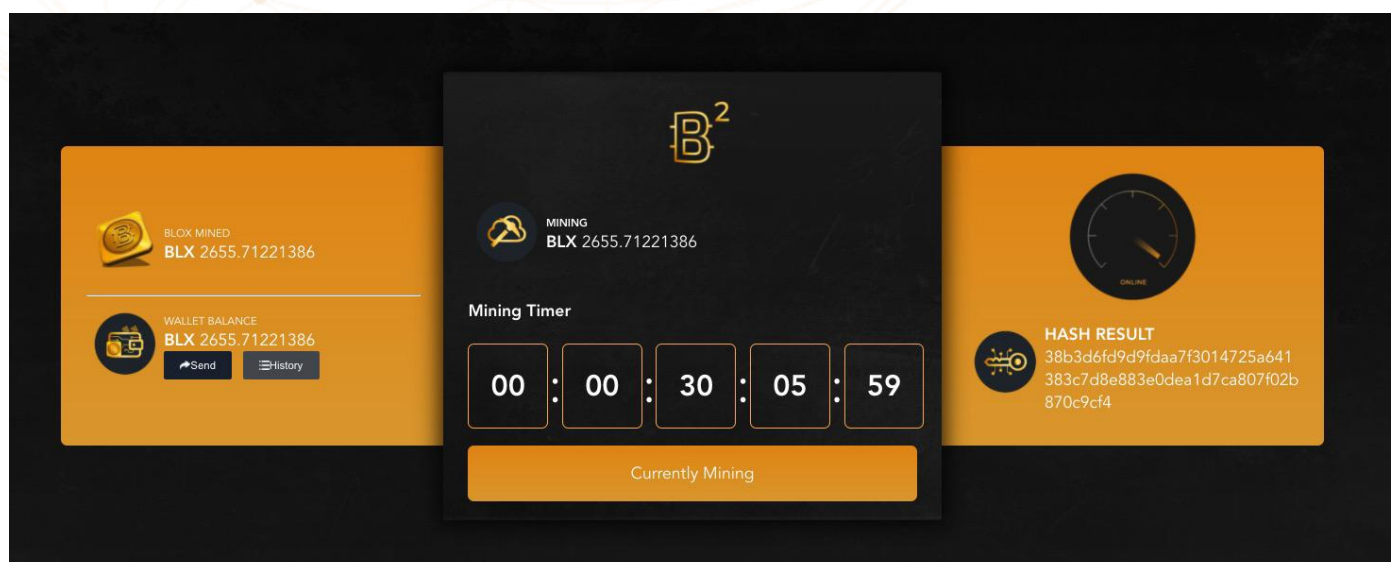 BLOX MINED
BLX 2655.71221386
WALLET BALANCE
BLX 2655.71221386
Send
History
B²
MINING
BLX 2655.71221386
Mining Timer
00 : 00 : 30 : 05 : 59
Currently Mining
ONLINE
HASH RESULT
38b3d6fd9d9fdaa7f3014725a641
383c7d8e883e0dea1d7ca807f02b
870c9cf4